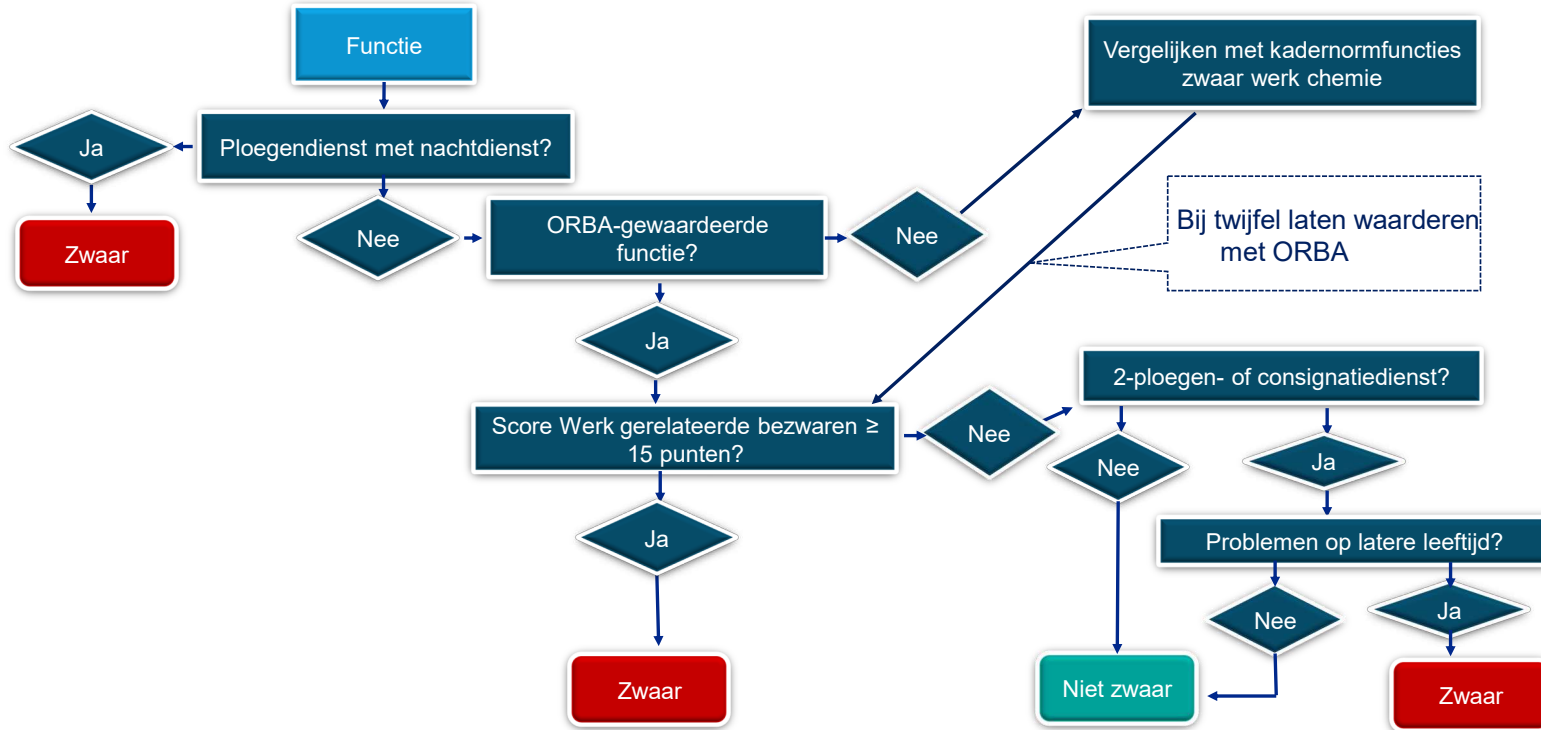 Functie
Vergelijken met kadernormfuncties
zwaar werk chemie
Ja
Ploegendienst met nachtdienst?
Zwaar
Nee
ORBA-gewaardeerde
functie?
Nee
Bij twijfel laten waarderen
met ORBA
Ja
2-ploegen- of consignatiedienst?
Score Werk gerelateerde bezwaren ≥
15 punten?
Nee
Nee
Ja
Ja
Problemen op latere leeftijd?
Nee
Ja
Zwaar
Niet zwaar
Zwaar